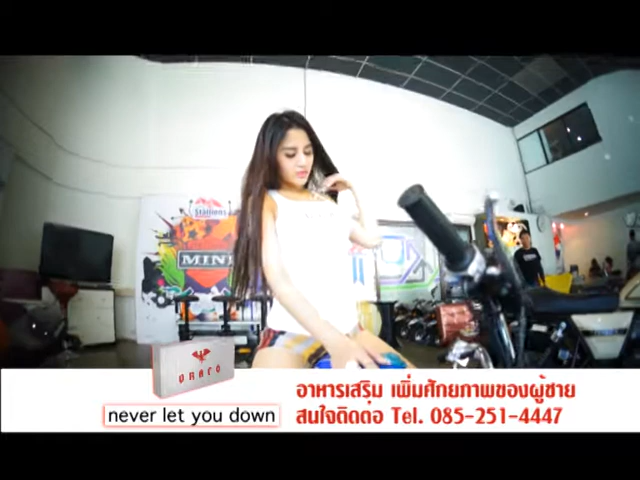 Stallions
MINI
DRACO
never let you down
อาหารเสริม เพิ่มศักยภาพของผู้ชาย
สนใจติดต่อ Tel. 085-251-4447